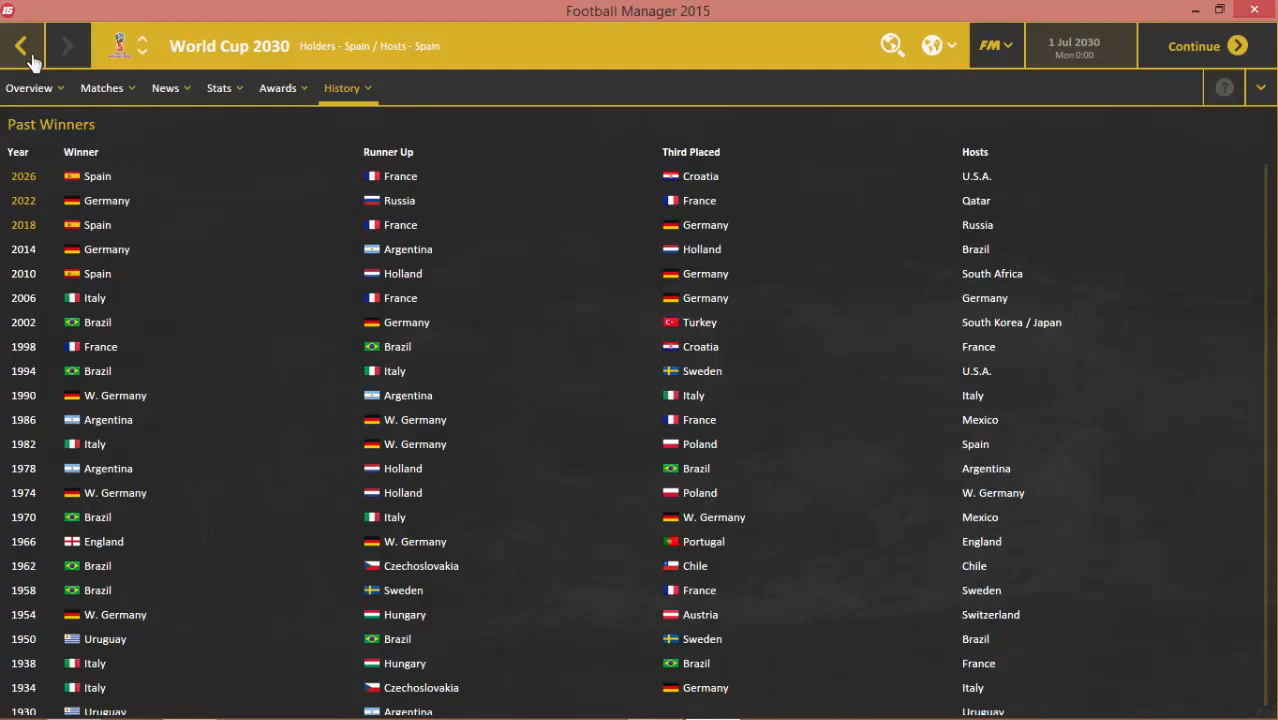 Football Manager 2015
15
World Cup 2030 Holders - Spain / Hosts - Spain FM 1 Jul 2030 Continue
Mon 0:00
Overview Matches News Stats Awards History ?
Past Winners
Year Winner Runner Up Third Placed Hosts
2026 Spain France Croatia U.S.A.
2022 Germany Russia France Qatar
2018 Spain France Germany Russia
2014 Germany Argentina Holland Brazil
2010 Spain Holland Germany South Africa
2006 Italy France Germany Germany
2002 Brazil Germany Turkey South Korea / Japan
1998 France Brazil Croatia France
1994 Brazil Italy Sweden U.S.A.
1990 W. Germany Argentina Italy Italy
1986 Argentina W. Germany France Mexico
1982 Italy W. Germany Poland Spain
1978 Argentina Holland Brazil Argentina
1974 W. Germany Holland Poland W. Germany
1970 Brazil Italy W. Germany Mexico
1966 England W. Germany Portugal England
1962 Brazil Czechoslovakia Chile Chile
1958 Brazil Sweden France Sweden
1954 W. Germany Hungary Austria Switzerland
1950 Uruguay Brazil Sweden Brazil
1938 Italy Hungary Brazil France
1934 Italy Czechoslovakia Germany Italy
1930 Uruguay Argentina Uruguay